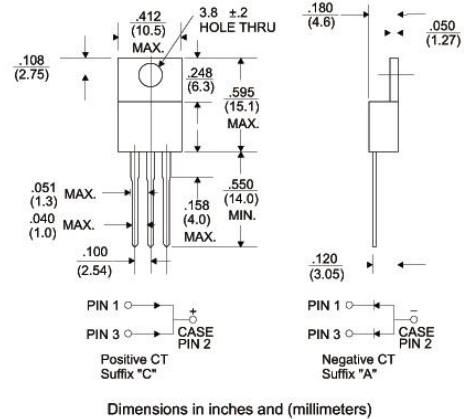 .412
(10.5)
MAX.
3.8 ±.2
HOLE THRU
.180
(4.6)
.050
(1.27)
.108
(2.75)
.248
(6.3)
.595
(15.1)
MAX.
.051
(1.3)
MAX.
.040
(1.0)
MAX.
.158
(4.0)
MAX.
.550
(14.0)
MIN.
.100
(2.54)
.120
(3.05)
PIN 1
PIN 3
+
CASE
PIN 2
Positive CT
Suffix "C"
PIN 1
PIN 3
–
CASE
PIN 2
Negative CT
Suffix "A"
Dimensions in inches and (millimeters)